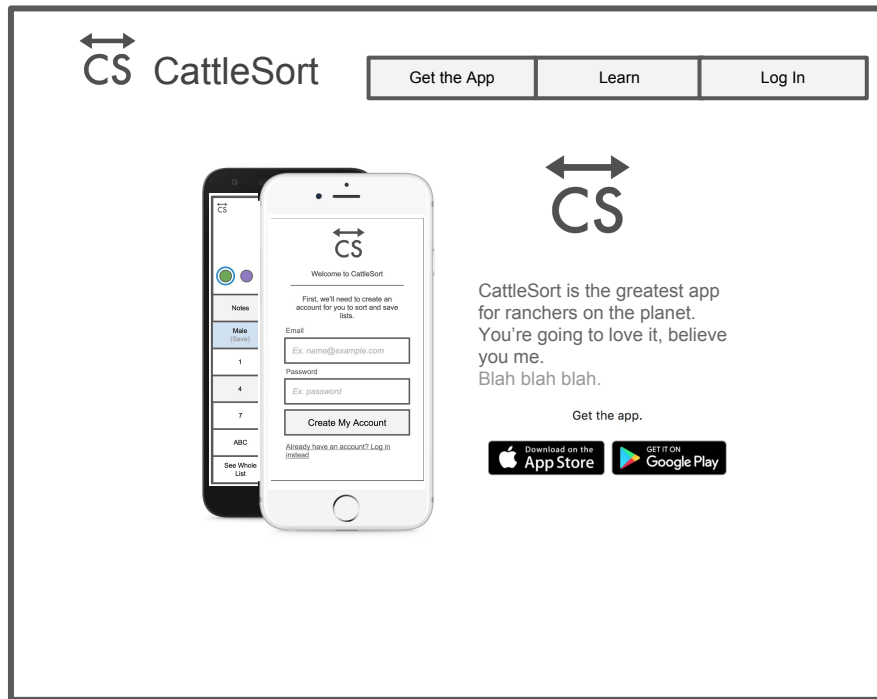 CS CattleSort
Get the App
Learn
Log In
CS
Notes
Male
(Save)
1
4
7
ABC
See Whole
List
CS
Welcome to CattleSort
First, we'll need to create an
account for you to sort and save
lists.
Email
Ex. name@example.com
Password
Ex. password
Create My Account
Already have an account? Log in
instead
CS
CattleSort is the greatest app
for ranchers on the planet.
You're going to love it, believe
you me.
Blah blah blah.
Get the app.
Download on the
App Store
GET IT ON
Google Play